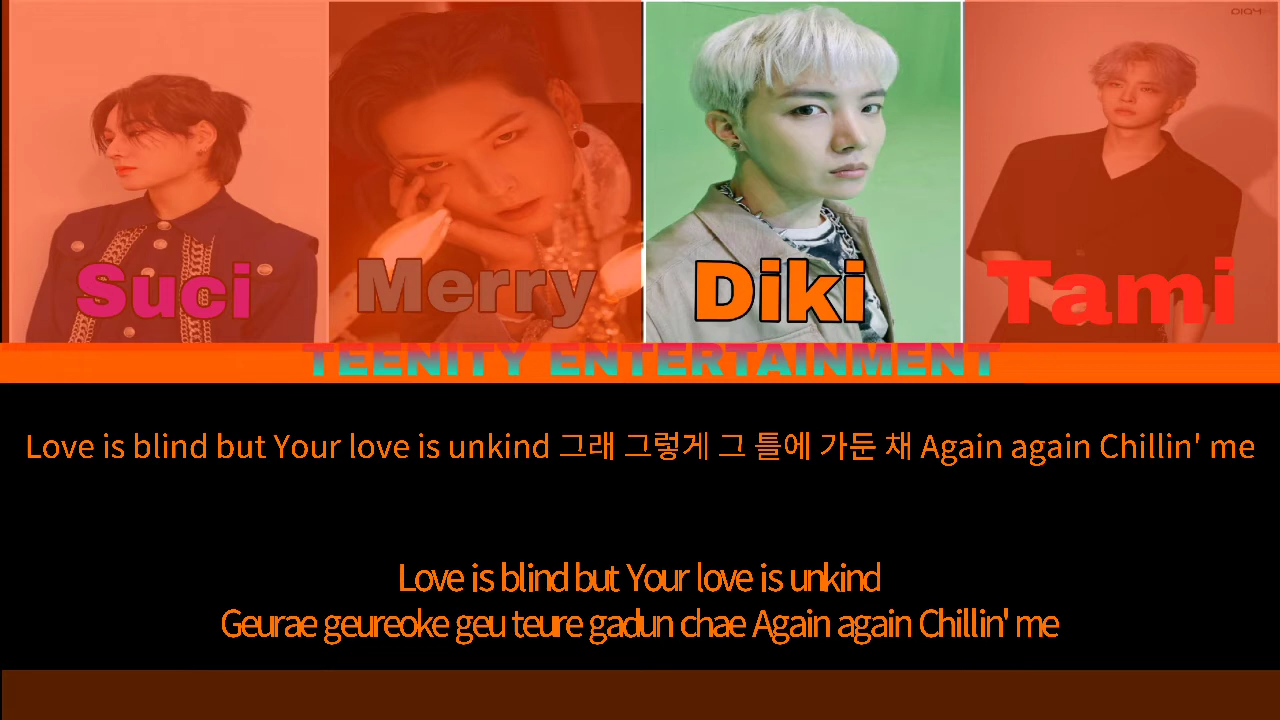 Suci Merry Diki Tami
TEENITY ENTERTAINMENT
Love is blind but Your love is unkind 그래 그렇게 그 틀에 가둔 채 Again again Chillin' me
Love is blind but Your love is unkind
Geurae geureoke geu teure gadun chae Again again Chillin' me